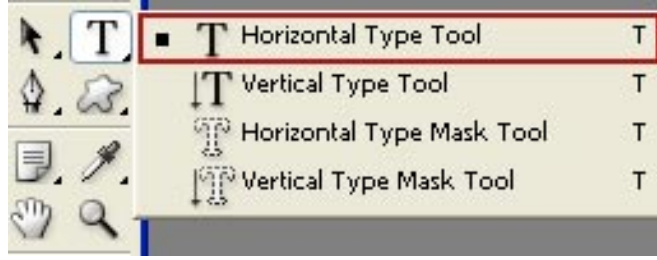 T
Horizontal Type Tool T
Vertical Type Tool T
Horizontal Type Mask Tool T
Vertical Type Mask Tool T